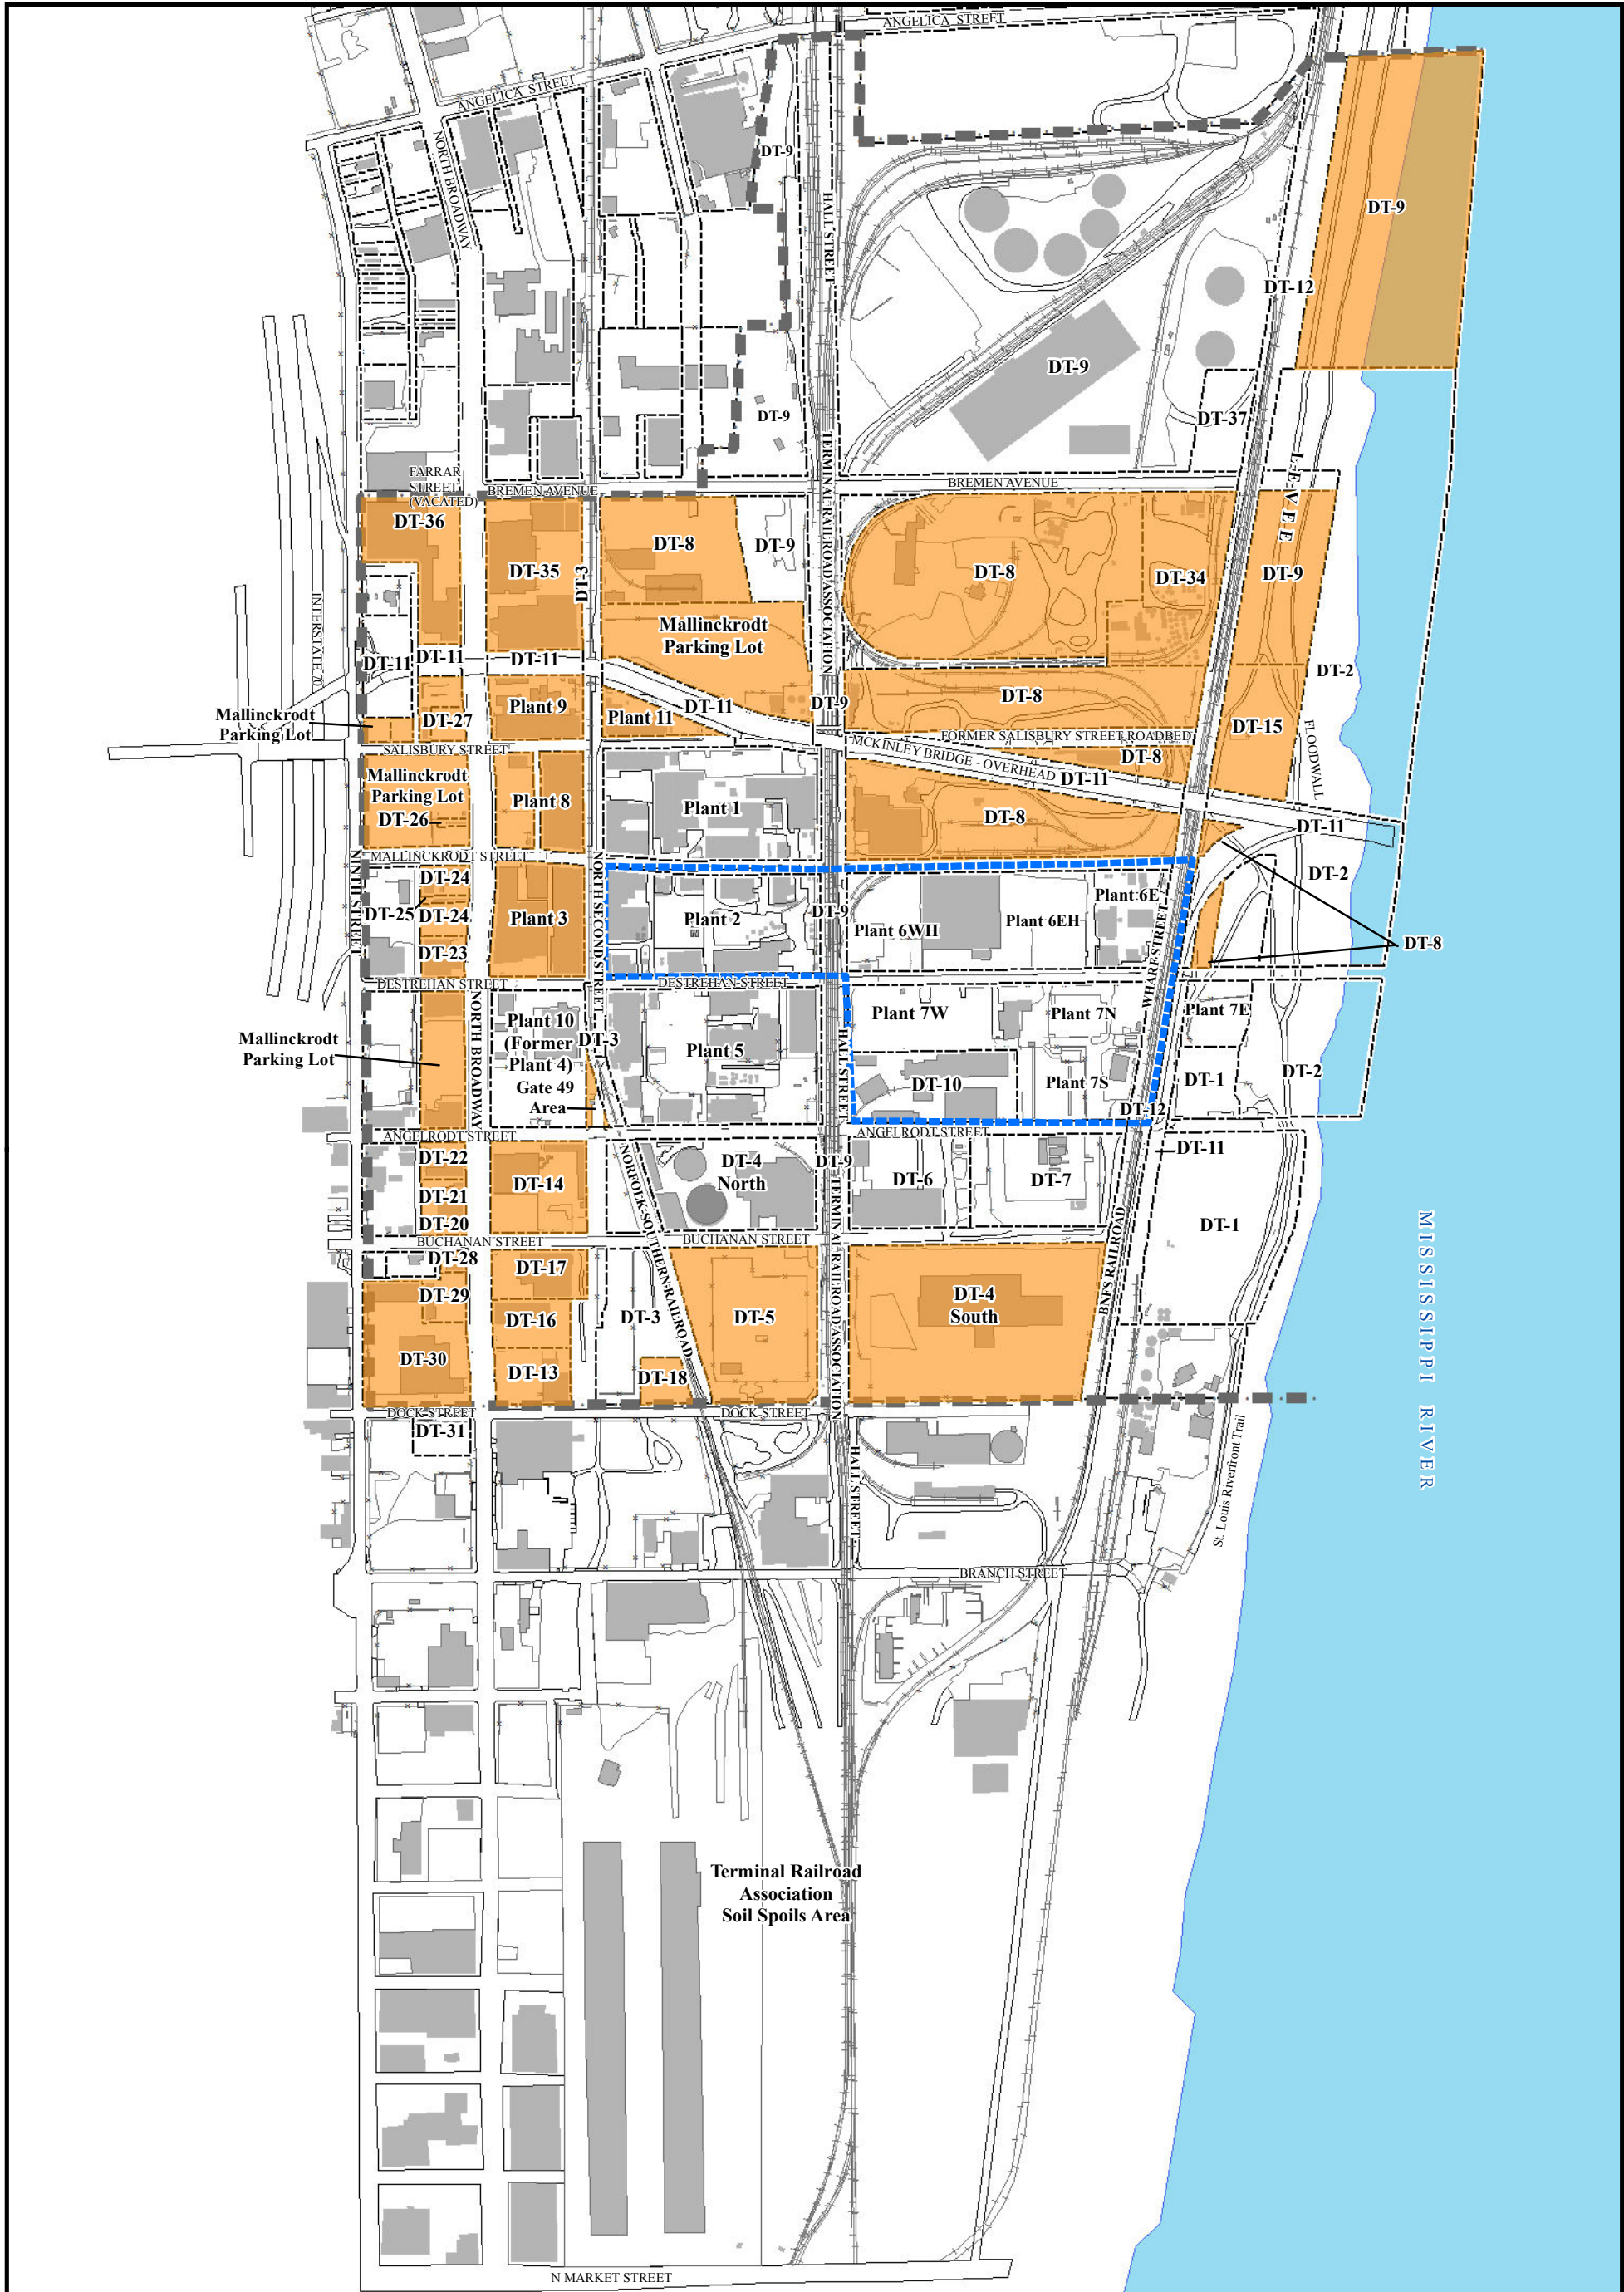 ANGELICA STREET
ANGELICA STREET
NORTH BROADWAY
DT-9
HALL STREET
DT-9
DT-12
DT-9
DT-37
DT-9
TERMINAL RAILROAD ASSOCIATION
LEVEE
FARRAR
STREET
(VACATED)
BREMEN AVENUE
BREMEN AVENUE
DT-36
DT-35
DT-3
DT-8
DT-9
DT-8
DT-34
DT-9
INTERSTATE 70
Mallinckrodt
Parking Lot
DT-11
DT-11
DT-11
DT-2
Mallinckrodt
Parking Lot
DT-27
Plant 9
Plant 11
DT-11
DT-9
DT-8
DT-15
FLOODWALL
SALISBURY STREET
FORMER SALISBURY STREET ROADBED
MCKINLEY BRIDGE - OVERHEAD
DT-11
DT-8
Mallinckrodt
Parking Lot
DT-26
Plant 8
Plant 1
DT-8
DT-11
MALLINCKRODT STREET
NINTH STREET
DT-24
DT-25
DT-24
DT-23
Plant 3
NORTH SECOND STREET
Plant 2
DT-9
Plant 6WH
Plant 6EH
Plant 6E
WHARF STREET
DT-2
DT-8
DESTREHAN STREET
DESTREHAN STREET
Mallinckrodt
Parking Lot
NORTH BROADWAY
Plant 10
(Former
Plant 4)
DT-3
Gate 49
Area
Plant 5
HALL STREET
Plant 7W
Plant 7N
Plant 7E
DT-10
Plant 7S
DT-1
DT-2
DT-12
ANGELRODT STREET
ANGELRODT STREET
DT-11
DT-22
DT-21
DT-20
DT-14
NORFOLK-SOUTHERN RAILROAD
DT-4
North
DT-9
TERMINAL RAILROAD ASSOCIATION
DT-6
DT-7
DT-1
BUCHANAN STREET
BUCHANAN STREET
BNFS RAILROAD
MISSISSIPPI RIVER
DT-28
DT-29
DT-30
DT-17
DT-16
DT-13
DT-3
DT-18
DT-5
DT-4
South
DOCK STREET
DOCK STREET
DT-31
HALL STREET
St. Louis Riverfront Trail
BRANCH STREET
Terminal Railroad
Association
Soil Spoils Area
N MARKET STREET